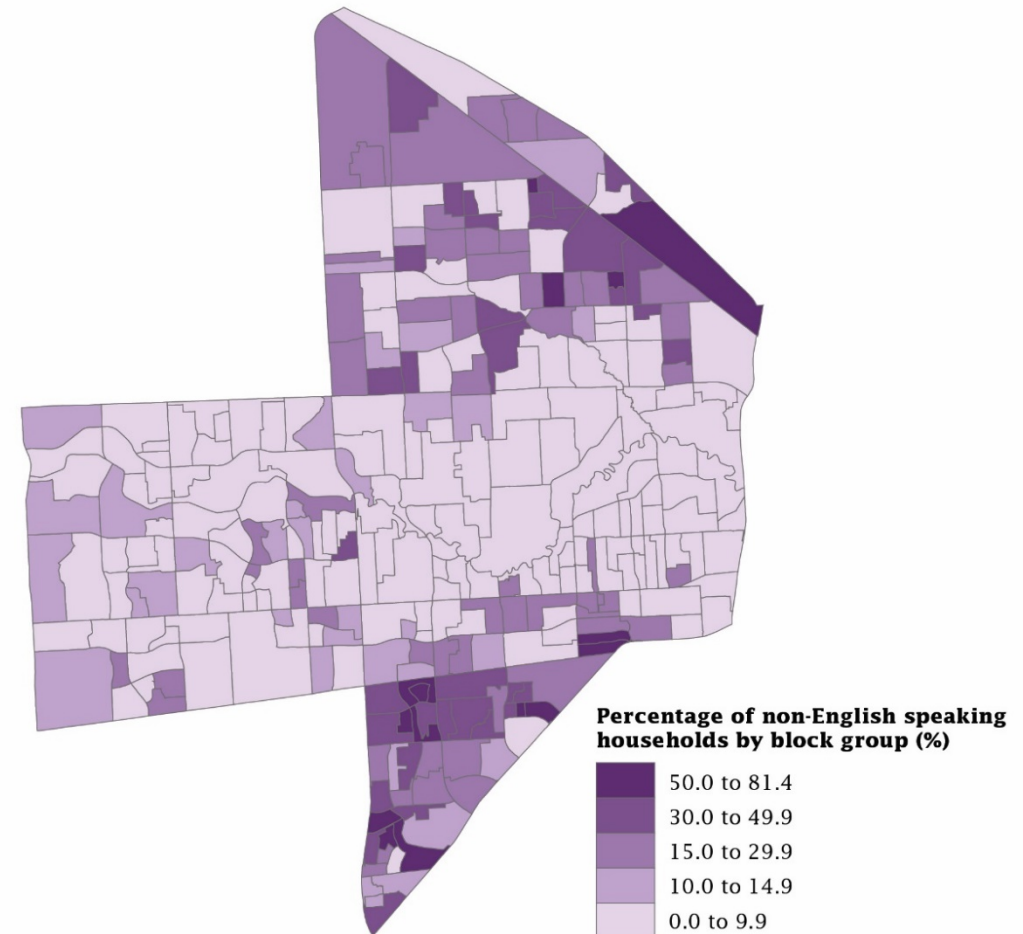 Percentage of non-English speaking
households by block group (%)
50.0 to 81.4
30.0 to 49.9
15.0 to 29.9
10.0 to 14.9
0.0 to 9.9